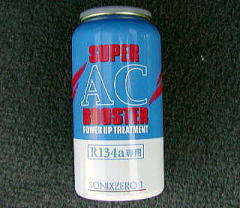 SUPER
AC
BOOSTER
POWER UP TREATMENT
R134a専用
SONIXZERO 1